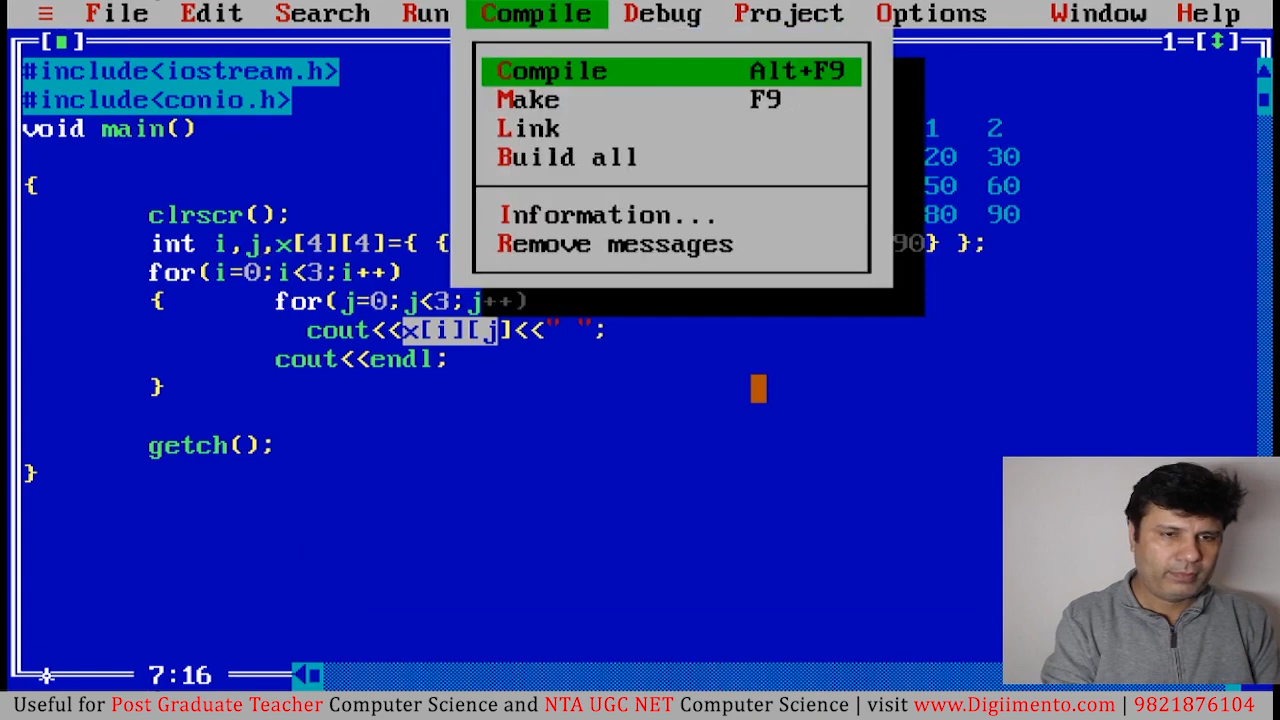 ≡ File Edit Search Run Compile Debug Project Options Window Help
[■] 1=[↕]
Compile Alt+F9
Make F9
Link
Build all
Information...
Remove messages
#include<iostream.h>
#include<conio.h>
void main() 1 2
20 30
{ 50 60
clrscr(); 80 90
int i,j,x[4][4]={ { 90} };
for(i=0;i<3;i++)
{ for(j=0;j<3;j++)
cout<<x[i][j]<<" ";
cout<<endl;
}
getch();
}
7:16
Useful for Post Graduate Teacher Computer Science and NTA UGC NET Computer Science | visit www.Digiimento.com | 9821876104